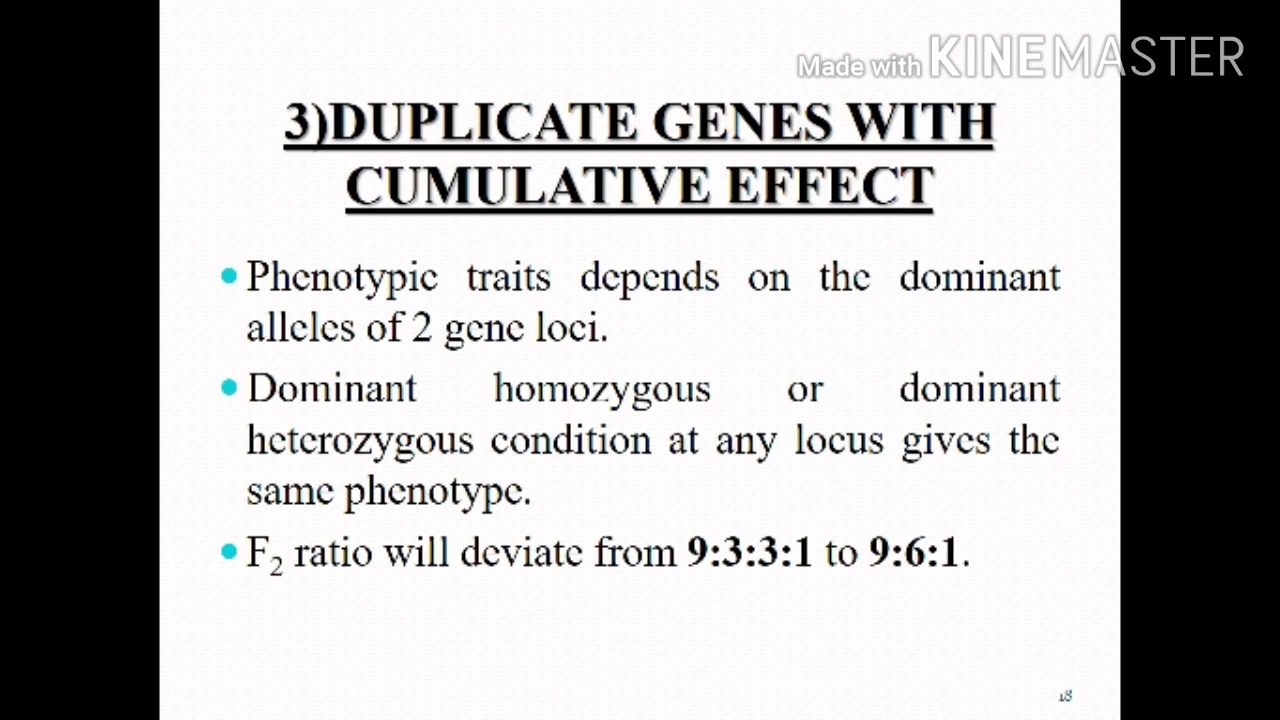 Made with KINEMASTER
3)DUPLICATE GENES WITH
CUMULATIVE EFFECT
• Phenotypic traits depends on the dominant
alleles of 2 gene loci.
• Dominant homozygous or dominant
heterozygous condition at any locus gives the
same phenotype.
• F₂ ratio will deviate from 9:3:3:1 to 9:6:1.
18